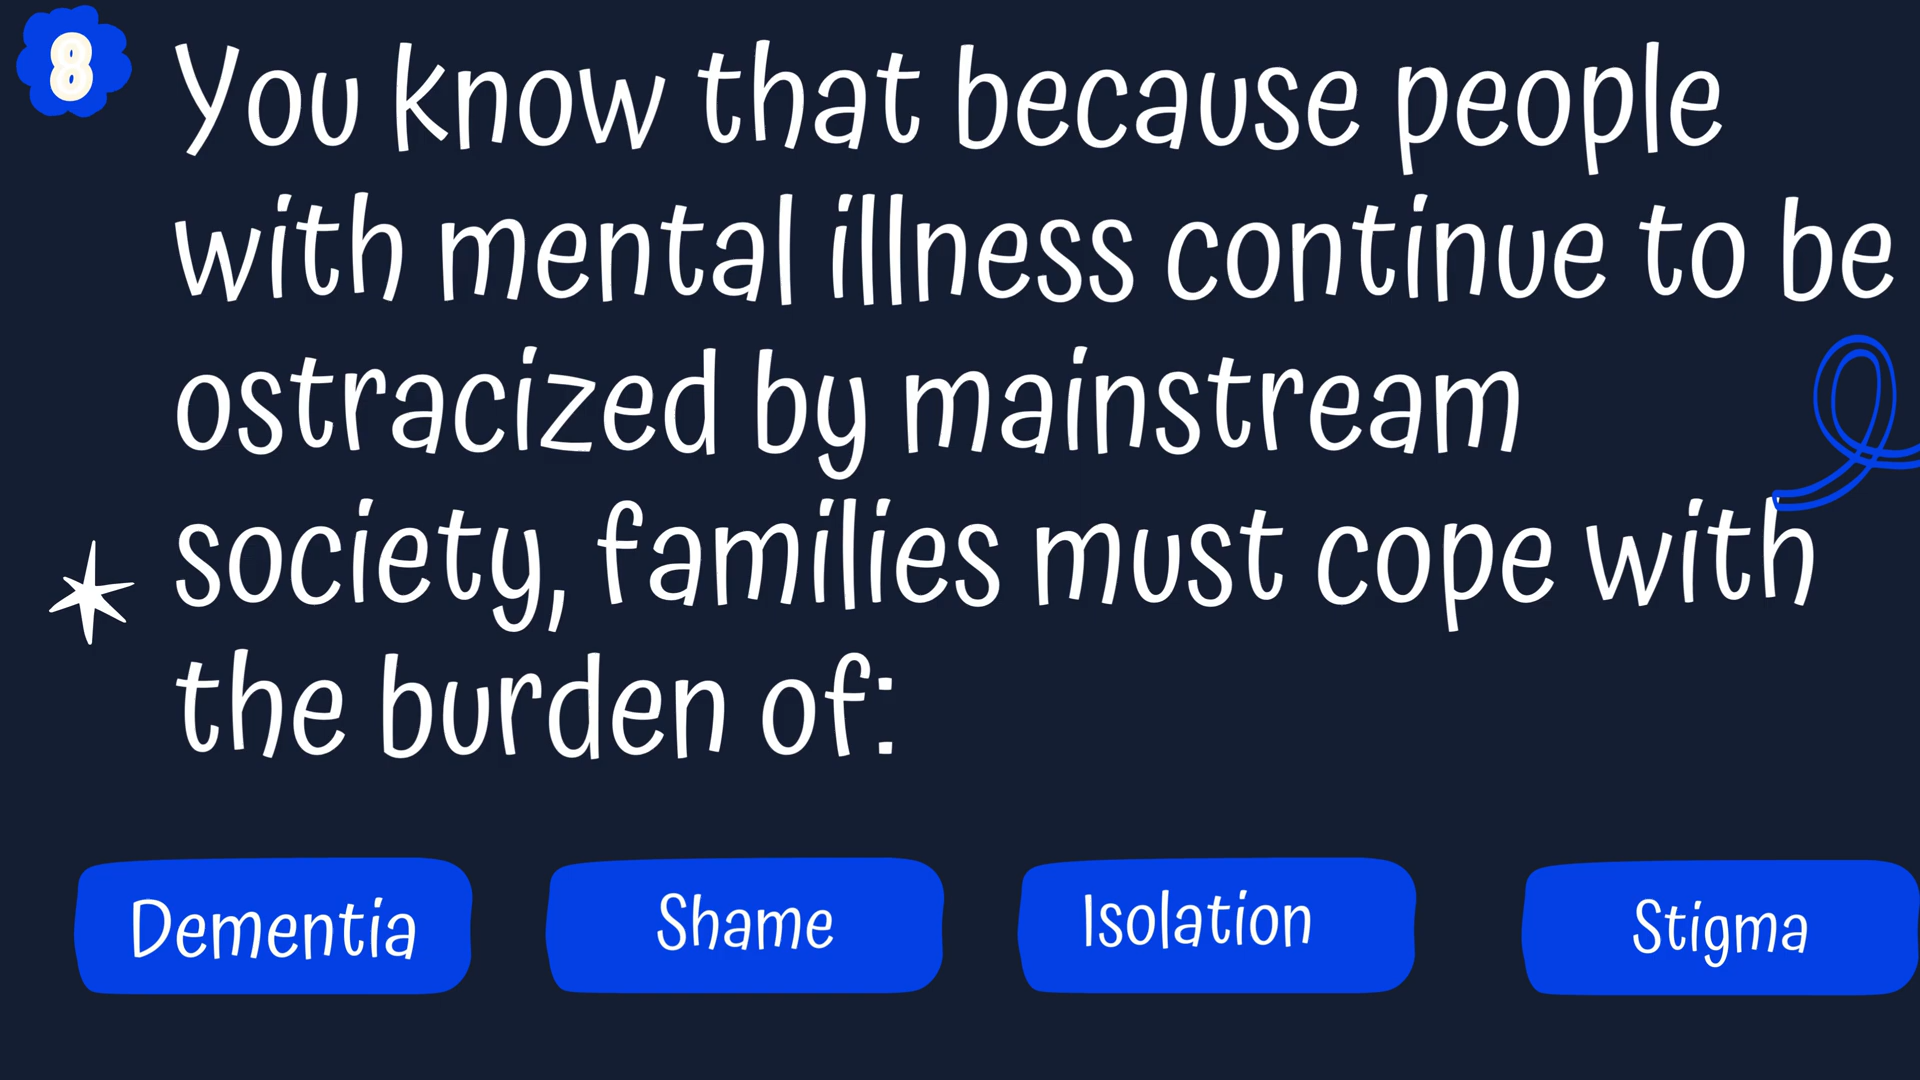 8
You know that because people
with mental illness continue to be
ostracized by mainstream
society, families must cope with
the burden of:
Dementia
Shame
Isolation
Stigma